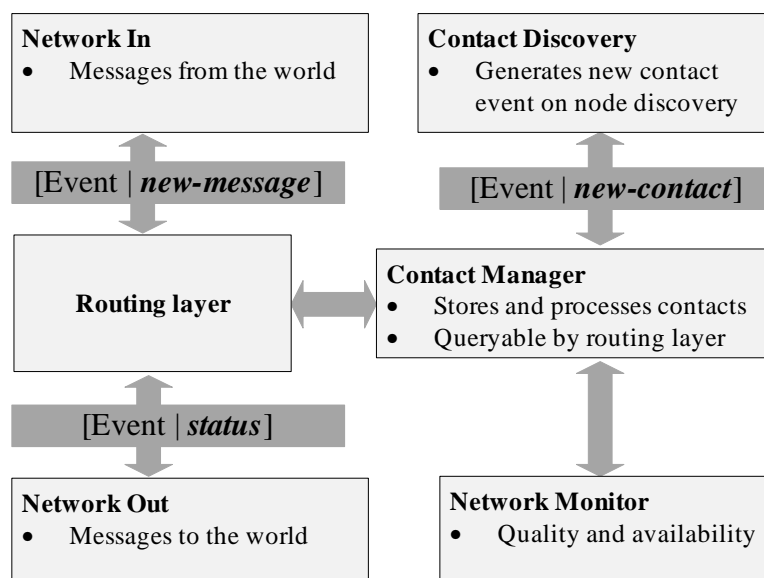 Network In
• Messages from the world
Contact Discovery
• Generates new contact
event on node discovery
[Event | new-message]
[Event | new-contact]
Routing layer
Contact Manager
• Stores and processes contacts
• Queryable by routing layer
[Event | status]
Network Out
• Messages to the world
Network Monitor
• Quality and availability